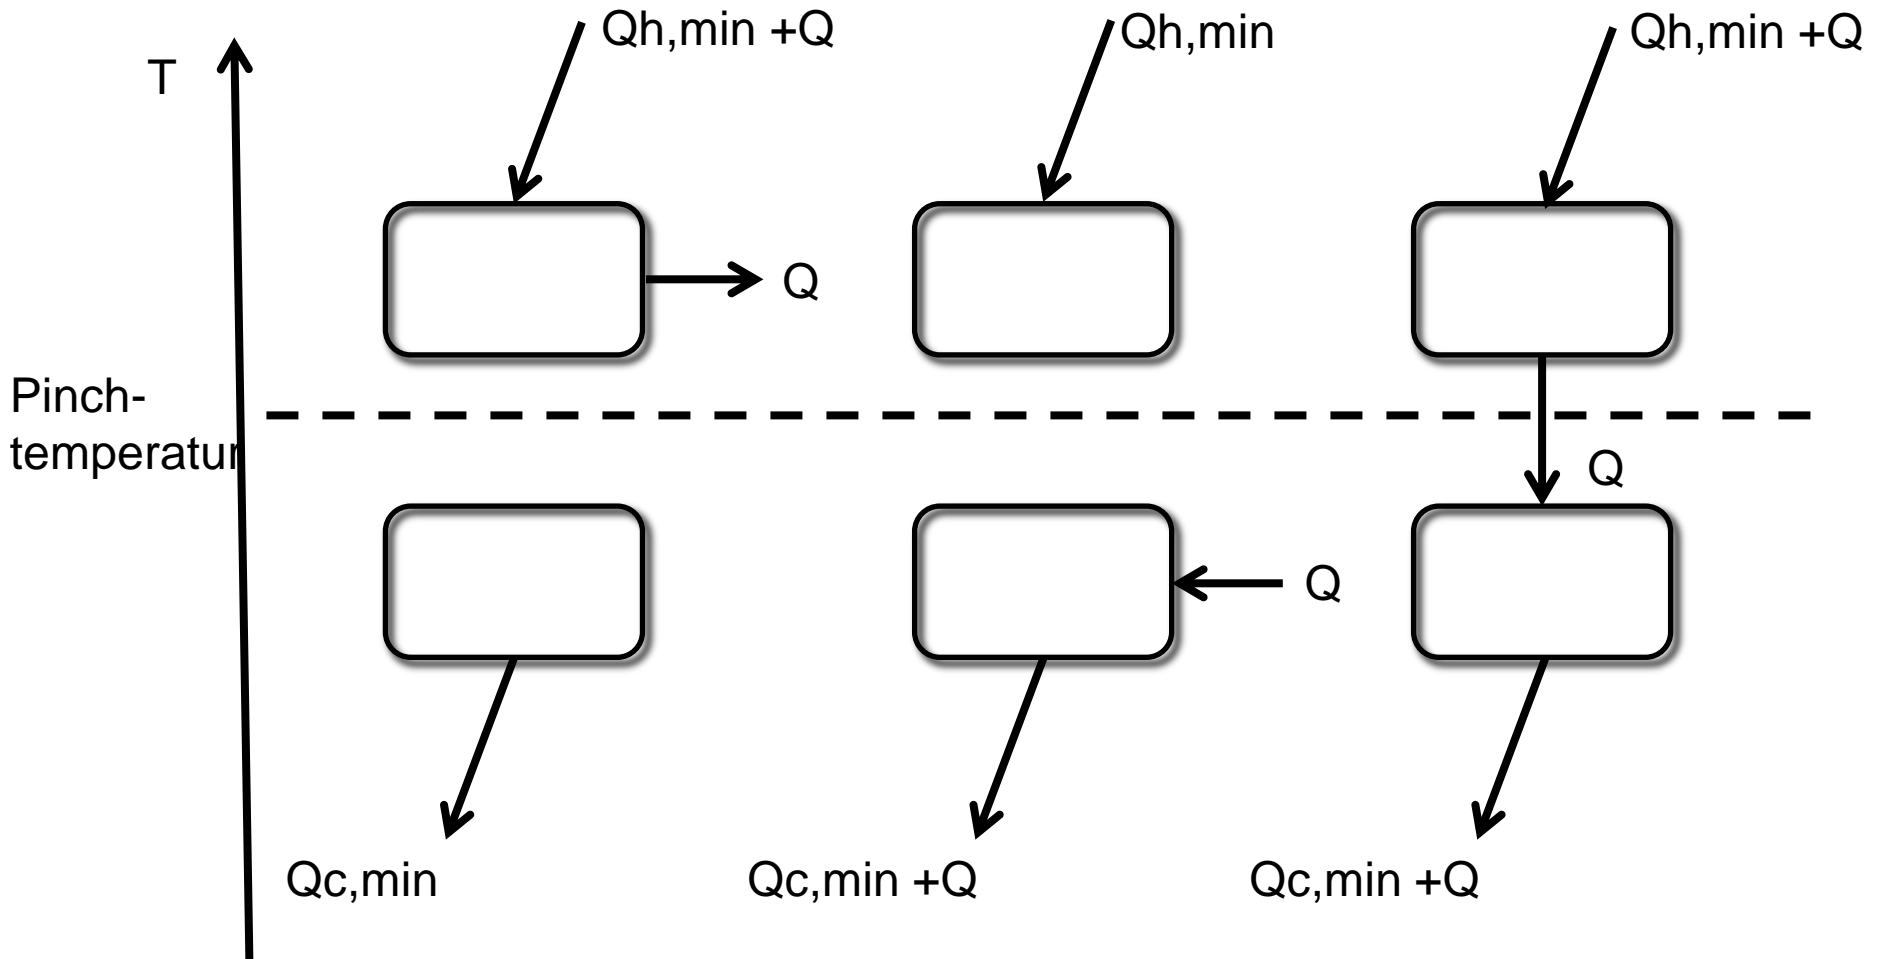 Qh,min +Q
Qh,min
Qh,min +Q
T
Q
Pinch-
temperatur
Q
Q
Qc,min
Qc,min +Q
Qc,min +Q